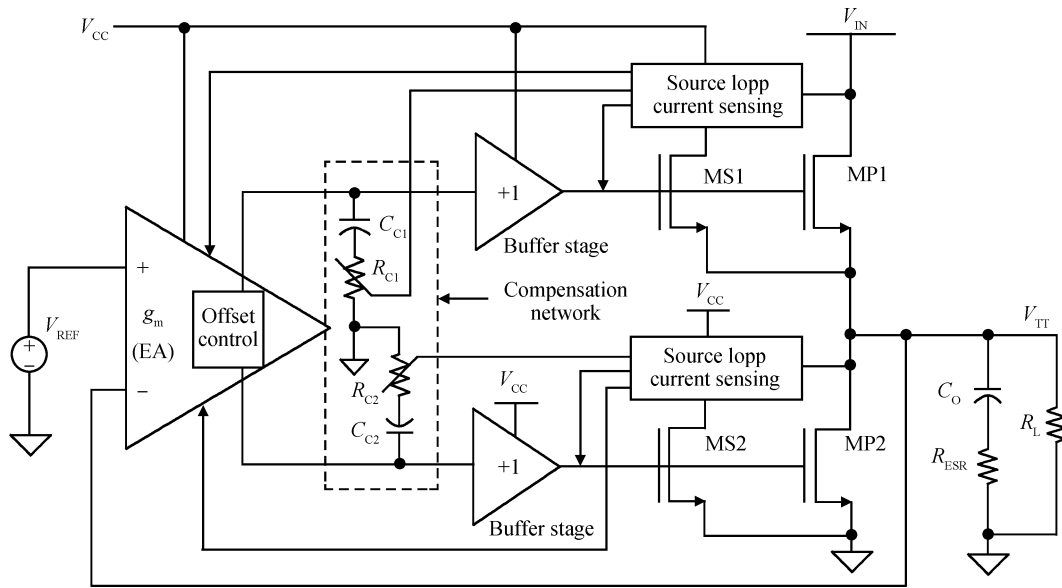 V_CC
V_IN
Source lopp
current sensing
MS1
MP1
+1
Buffer stage
C_C1
R_C1
Compensation
network
V_REF
+
−
+
g_m
(EA)
−
Offset
control
V_CC
V_TT
Source lopp
current sensing
R_C2
C_C2
V_CC
+1
Buffer stage
MS2
MP2
C_O
R_ESR
R_L